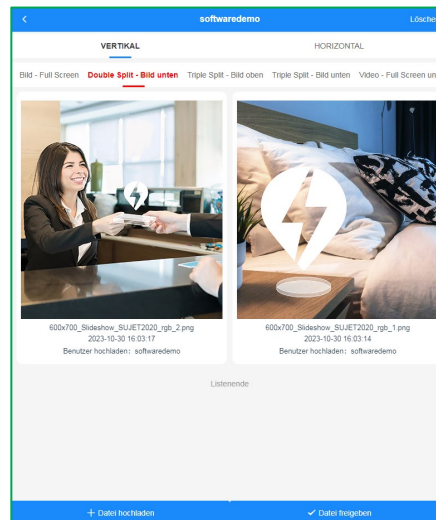 softwaredemo
Lösche
VERTIKAL
HORIZONTAL
Bild - Full Screen
Double Split - Bild unten
Triple Split - Bild oben
Triple Split - Bild unten
Video - Full Screen un
600x700_Slideshow_SUJET2020_rgb_2.png
2023-10-30 16:03:17
Benutzer hochladen: softwaredemo
600x700_Slideshow_SUJET2020_rgb_1.png
2023-10-30 16:03:14
Benutzer hochladen: softwaredemo
Listenende
+ Datei hochladen
✓ Datei freigeben